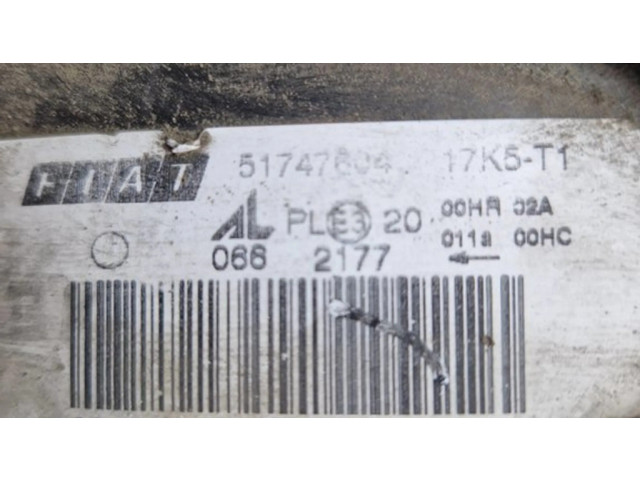 FIAT 51747604 17K5-T1
AL PL E3 20 00HR 02A
011a 00HC
066 2177